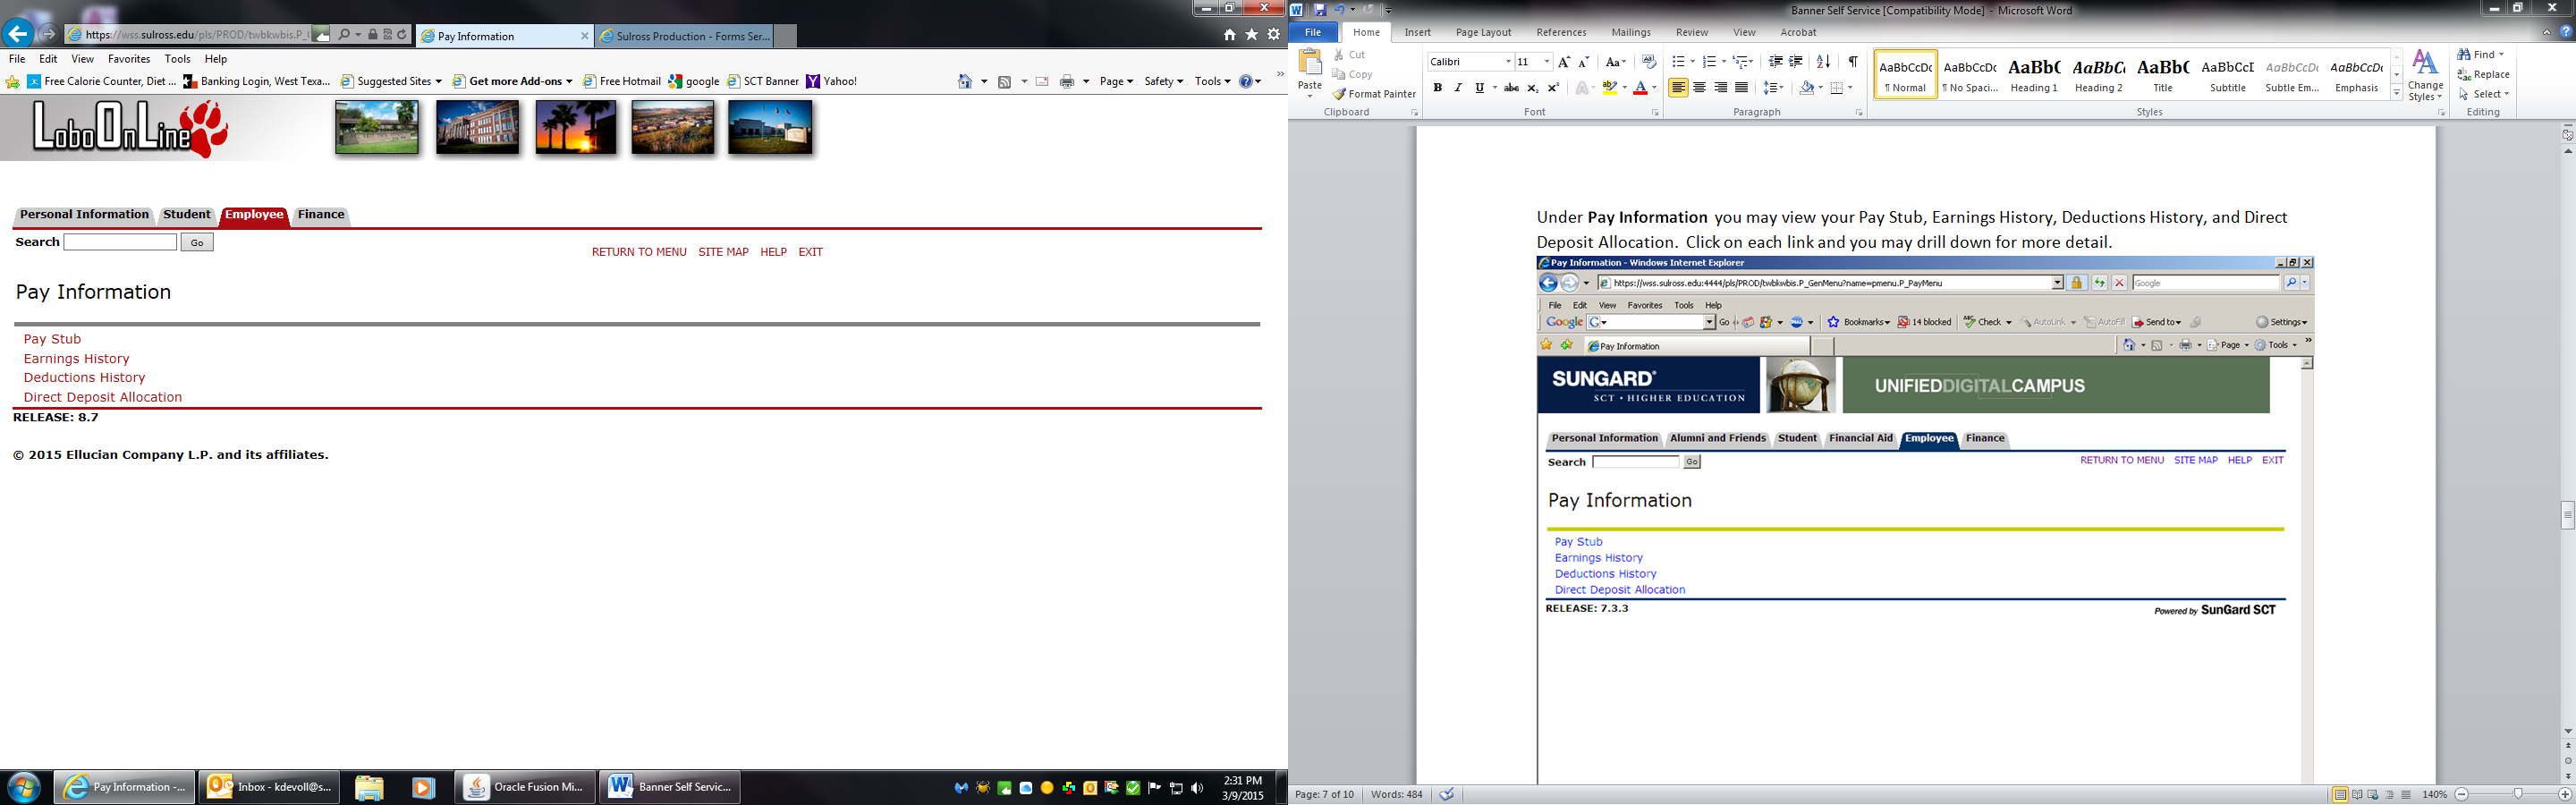 https://wss.sulross.edu/pls/PROD/twbkwbis.P_
Pay Information
Sulross Production - Forms Ser...
File Edit View Favorites Tools Help
Free Calorie Counter, Diet ... Banking Login, West Texa... Suggested Sites Get more Add-ons Free Hotmail google SCT Banner Yahoo!
Page Safety Tools
LoboOnLine
Personal Information Student Employee Finance
Search Go
RETURN TO MENU SITE MAP HELP EXIT
Pay Information
Pay Stub
Earnings History
Deductions History
Direct Deposit Allocation
RELEASE: 8.7
© 2015 Ellucian Company L.P. and its affiliates.
Pay Information -... Inbox - kdevoll@s... Oracle Fusion Mi... Banner Self Servic...
2:31 PM
3/9/2015
Banner Self Service [Compatibility Mode] - Microsoft Word
File Home Insert Page Layout References Mailings Review View Acrobat
Paste
Cut
Copy
Format Painter
Clipboard
Calibri 11
B I U abc
Font
Paragraph
AaBbCcDc AaBbCcDc AaBbC AaBbCc AaBbC AaBbCcI AaBbCcDc AaBbCcDc
¶ Normal ¶ No Spaci... Heading 1 Heading 2 Title Subtitle Subtle Em... Emphasis
Change Styles
Styles
Find
Replace
Select
Editing
Under Pay Information you may view your Pay Stub, Earnings History, Deductions History, and Direct
Deposit Allocation. Click on each link and you may drill down for more detail.
Pay Information - Windows Internet Explorer
https://wss.sulross.edu:4444/pls/PROD/twbkwbis.P_GenMenu?name=pmenu.P_PayMenu
Google
File Edit View Favorites Tools Help
Google G Go Bookmarks 14 blocked Check AutoLink AutoFill Send to Settings
Pay Information
Page Tools
SUNGARD®
SCT • HIGHER EDUCATION
UNIFIEDDIGITALCAMPUS
Personal Information Alumni and Friends Student Financial Aid Employee Finance
Search Go
RETURN TO MENU SITE MAP HELP EXIT
Pay Information
Pay Stub
Earnings History
Deductions History
Direct Deposit Allocation
RELEASE: 7.3.3
Powered by SunGard SCT
Page: 7 of 10 Words: 484
140%